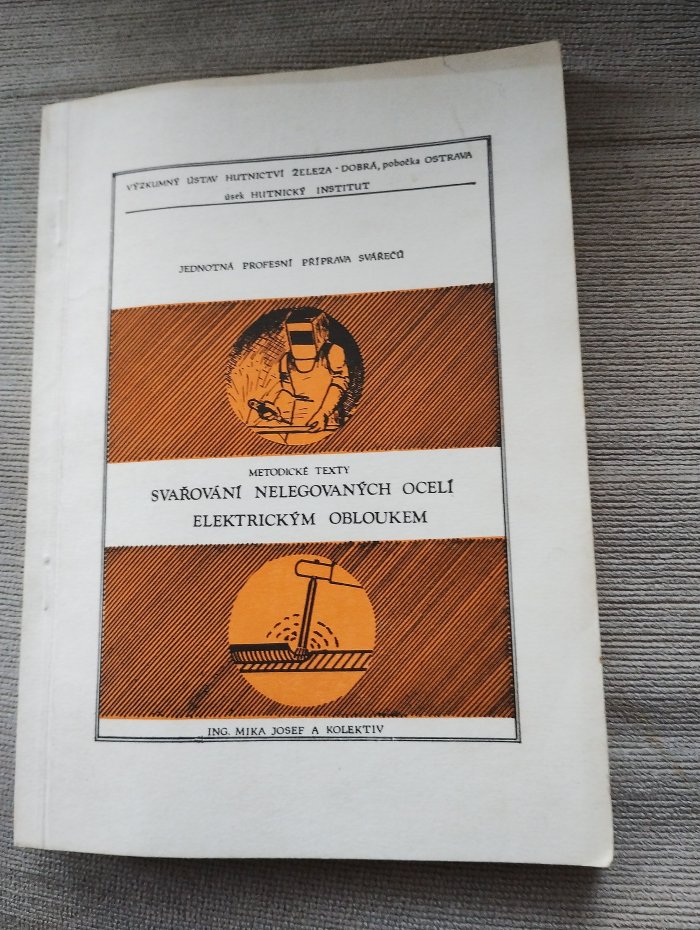 VÝZKUMNÝ ÚSTAV HUTNICTVÍ ŽELEZA - DOBRÁ, pobočka OSTRAVA
úsek HUTNICKÝ INSTITUT
JEDNOTNÁ PROFESNÍ PŘÍPRAVA SVÁŘEČŮ
METODICKÉ TEXTY
SVAŘOVÁNÍ NELEGOVANÝCH OCELÍ
ELEKTRICKÝM OBLOUKEM
ING. MIKA JOSEF A KOLEKTIV